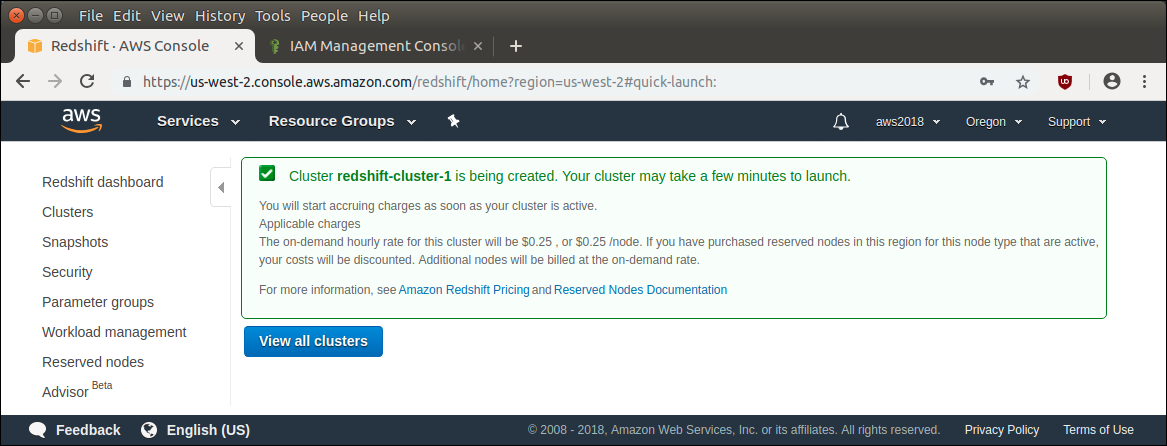 File Edit View History Tools People Help
Redshift · AWS Console
IAM Management Consol
https://us-west-2.console.aws.amazon.com/redshift/home?region=us-west-2#quick-launch:
aws Services Resource Groups aws2018 Oregon Support
Redshift dashboard
Clusters
Snapshots
Security
Parameter groups
Workload management
Reserved nodes
Advisor Beta
Cluster redshift-cluster-1 is being created. Your cluster may take a few minutes to launch.
You will start accruing charges as soon as your cluster is active.
Applicable charges
The on-demand hourly rate for this cluster will be $0.25 , or $0.25 /node. If you have purchased reserved nodes in this region for this node type that are active,
your costs will be discounted. Additional nodes will be billed at the on-demand rate.
For more information, see Amazon Redshift Pricing and Reserved Nodes Documentation
View all clusters
Feedback English (US) © 2008 - 2018, Amazon Web Services, Inc. or its affiliates. All rights reserved. Privacy Policy Terms of Use